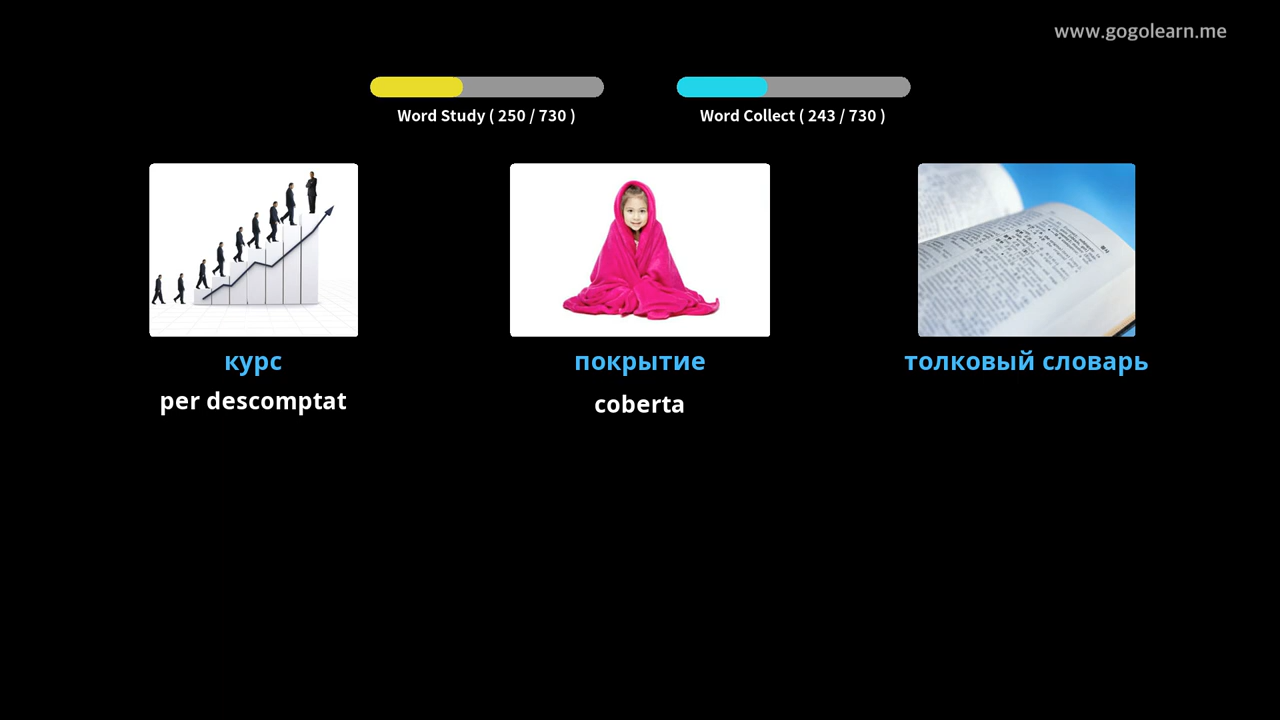 www.gogolearn.me
Word Study ( 250 / 730 )
Word Collect ( 243 / 730 )
курс
покрытие
толковый словарь
per descomptat
coberta